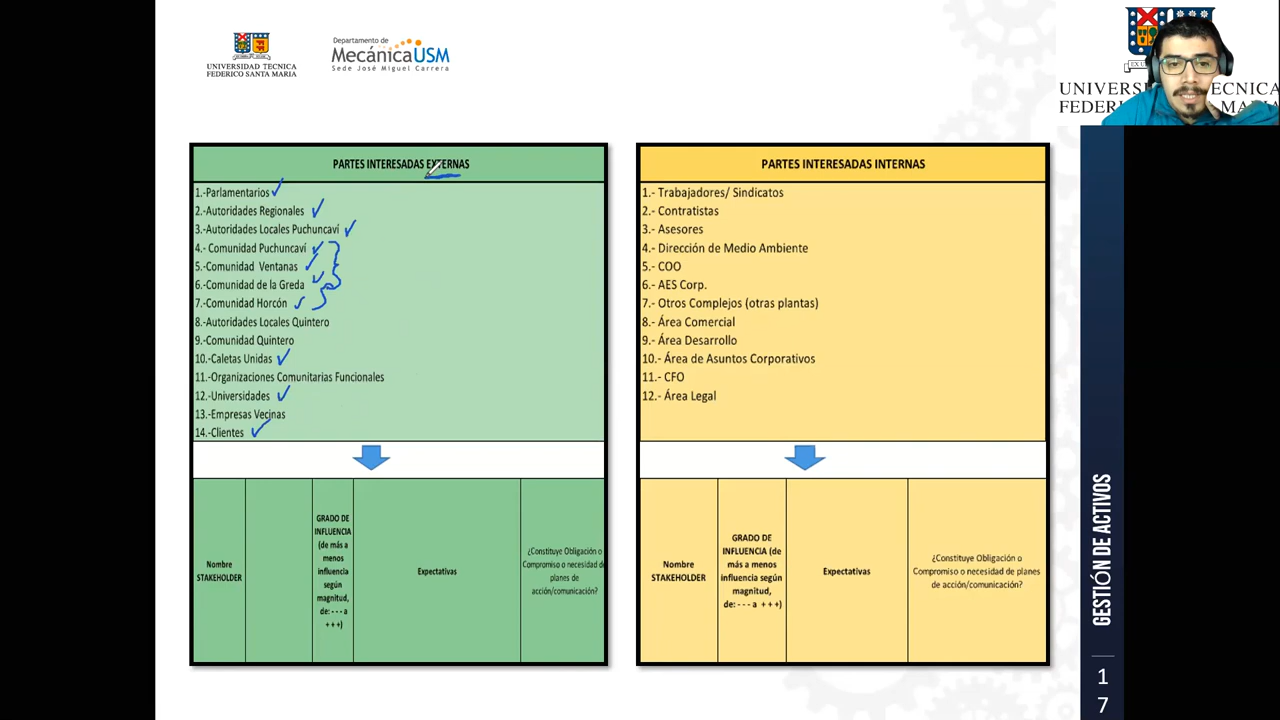 UNIVERSIDAD TECNICA
FEDERICO SANTA MARIA
Departamento de
MecánicaUSM
Sede José Miguel Carrera
UNIVERS ECNICA
FEDER MARIA
PARTES INTERESADAS EXTERNAS
1.-Parlamentarios
2.-Autoridades Regionales
3.-Autoridades Locales Puchuncaví
4.- Comunidad Puchuncaví
5.-Comunidad Ventanas
6.-Comunidad de la Greda
7.-Comunidad Horcón
8.-Autoridades Locales Quintero
9.-Comunidad Quintero
10.-Caletas Unidas
11.-Organizaciones Comunitarias Funcionales
12.-Universidades
13.-Empresas Vecinas
14.-Clientes
Nombre
STAKEHOLDER
GRADO DE
INFLUENCIA
(de más a
menos
influencia
según
magnitud,
de: - - - a
+ + +)
Expectativas
¿Constituye Obligación o
Compromiso o necesidad de
planes de
acción/comunicación?
PARTES INTERESADAS INTERNAS
1.- Trabajadores/ Sindicatos
2.- Contratistas
3.- Asesores
4.- Dirección de Medio Ambiente
5.- COO
6.- AES Corp.
7.- Otros Complejos (otras plantas)
8.- Área Comercial
9.- Área Desarrollo
10.- Área de Asuntos Corporativos
11.- CFO
12.- Área Legal
Nombre
STAKEHOLDER
GRADO DE
INFLUENCIA (de
más a menos
influencia según
magnitud,
de: - - - a + + +)
Expectativas
¿Constituye Obligación o
Compromiso o necesidad de planes
de acción/comunicación?
GESTIÓN DE ACTIVOS
1
7